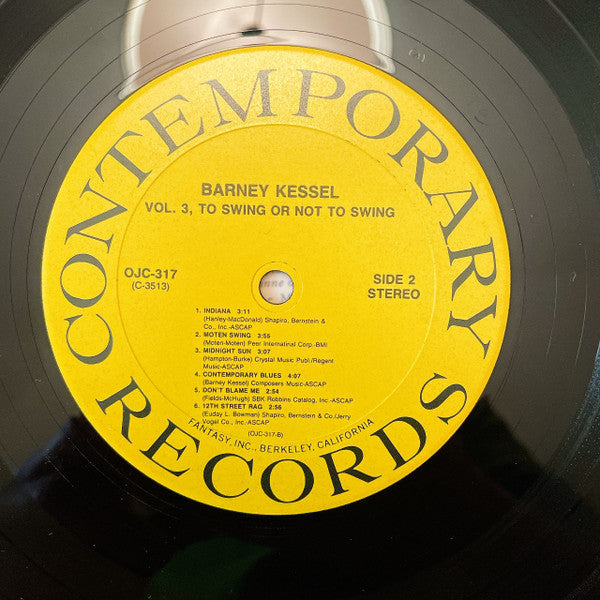 CONTEMPORARY RECORDS
BARNEY KESSEL
VOL. 3, TO SWING OR NOT TO SWING
OJC-317
(C-3513)
SIDE 2
STEREO
1. INDIANA 3:11
(Hanley-MacDonald) Shapiro, Bernstein &
Co., Inc.-ASCAP
2. MOTEN SWING 3:55
(Moten-Moten) Peer Internatinal Corp.-BMI
3. MIDNIGHT SUN 3:07
(Hampton-Burke) Crystal Music Publ./Regent
Music-ASCAP
4. CONTEMPORARY BLUES 4:07
(Barney Kessel) Composers Music-ASCAP
5. DON'T BLAME ME 2:54
(Fields-McHugh) SBK Robbins Catalog, Inc.-ASCAP
6. 12TH STREET RAG 2:56
(Euday L. Bowman) Shapiro, Bernstein & Co./Jerry
Vogel Co., Inc.-ASCAP
(OJC-317-B)
FANTASY, INC., BERKELEY, CALIFORNIA